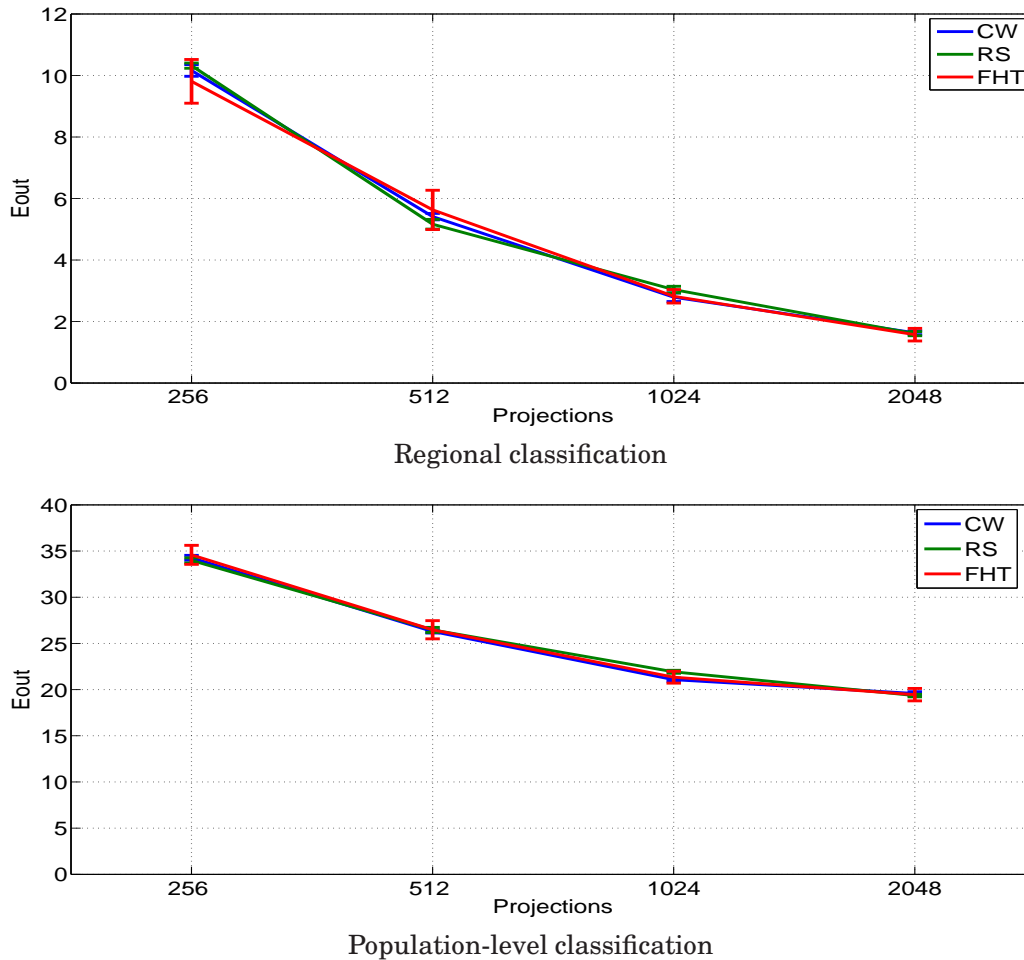 12
10
8
6
4
2
0
Eout
CW
RS
FHT
256 512 1024 2048
Projections
Regional classification
40
35
30
25
20
15
10
5
0
Eout
CW
RS
FHT
256 512 1024 2048
Projections
Population-level classification